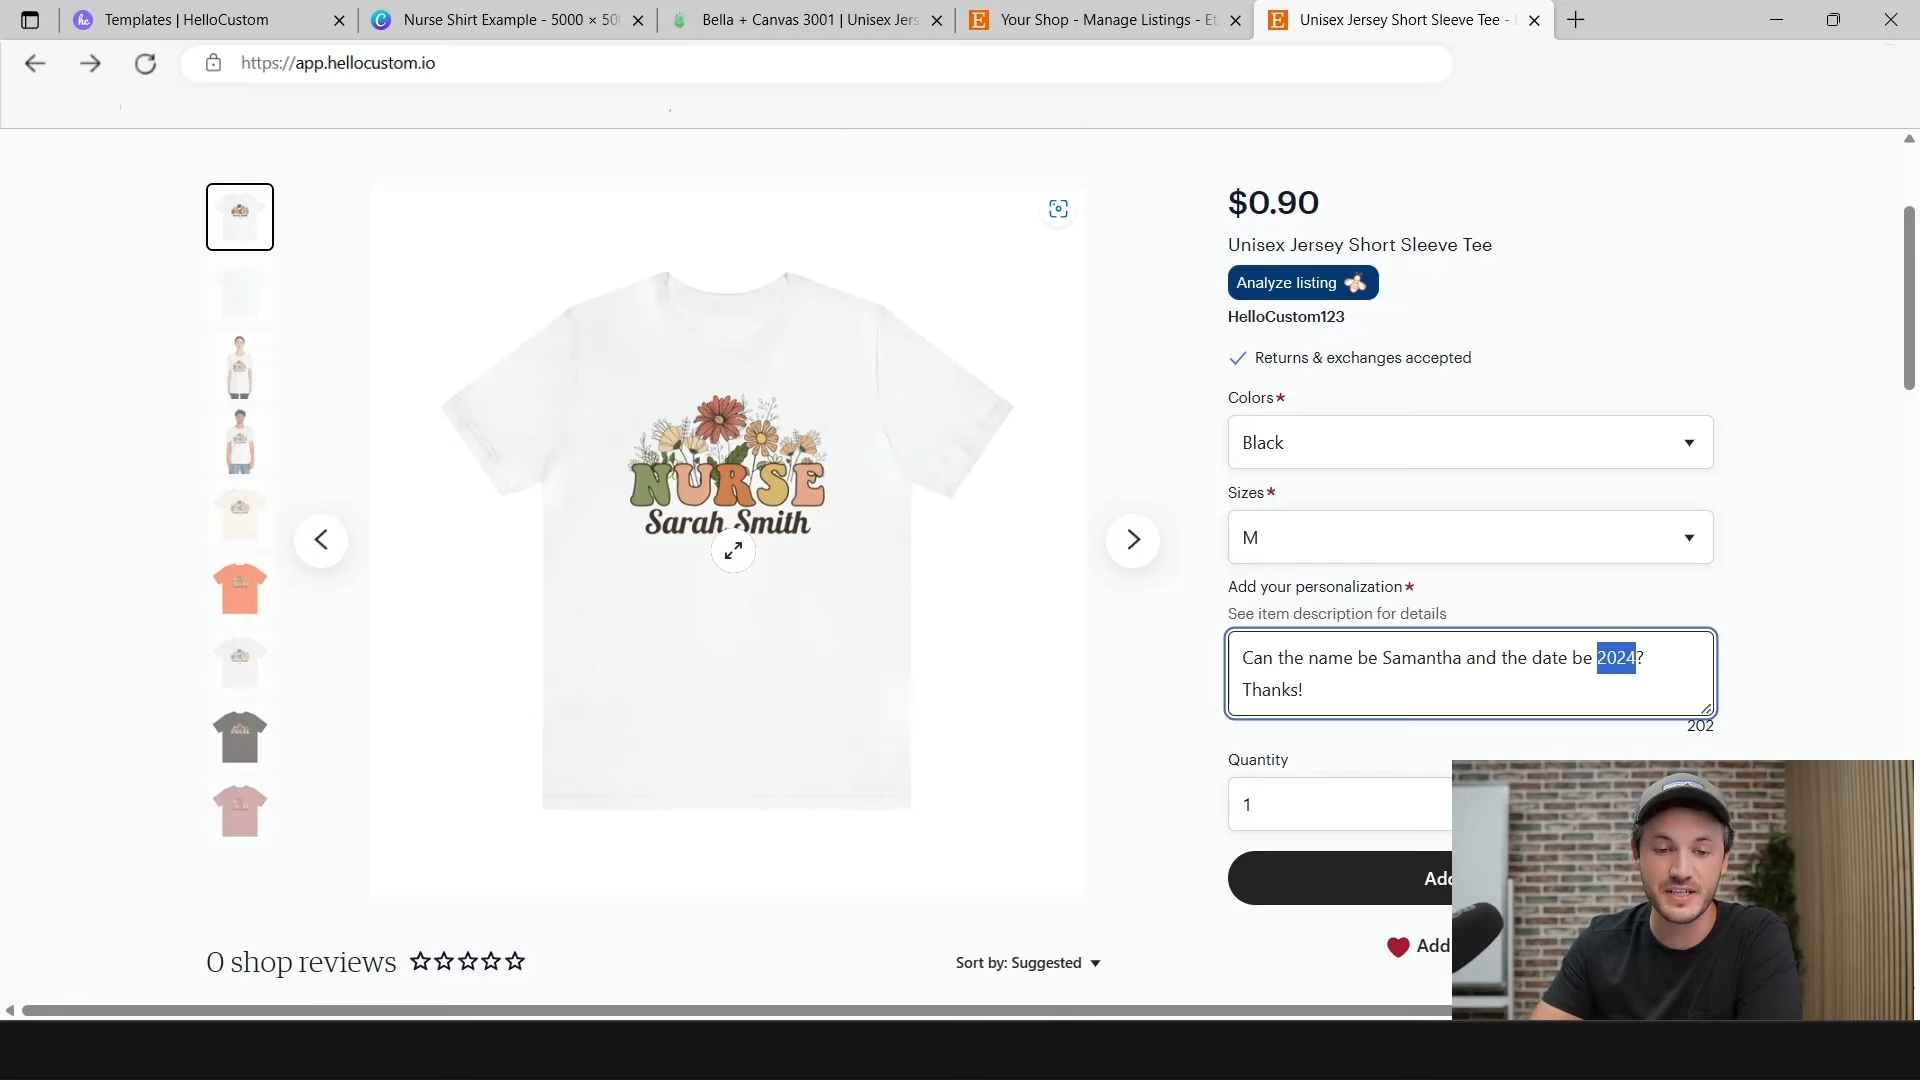 hc Templates | HelloCustom
C Nurse Shirt Example - 5000 × 50
Bella + Canvas 3001 | Unisex Jers
E Your Shop - Manage Listings - Et
E Unisex Jersey Short Sleeve Tee -
https://app.hellocustom.io
$0.90
Unisex Jersey Short Sleeve Tee
Analyze listing
HelloCustom123
Returns & exchanges accepted
Colors*
Black
Sizes*
M
Add your personalization*
See item description for details
Can the name be Samantha and the date be 2024?
Thanks!
202
Quantity
1
Add
Add
NURSE
Sarah Smith
0 shop reviews
Sort by: Suggested